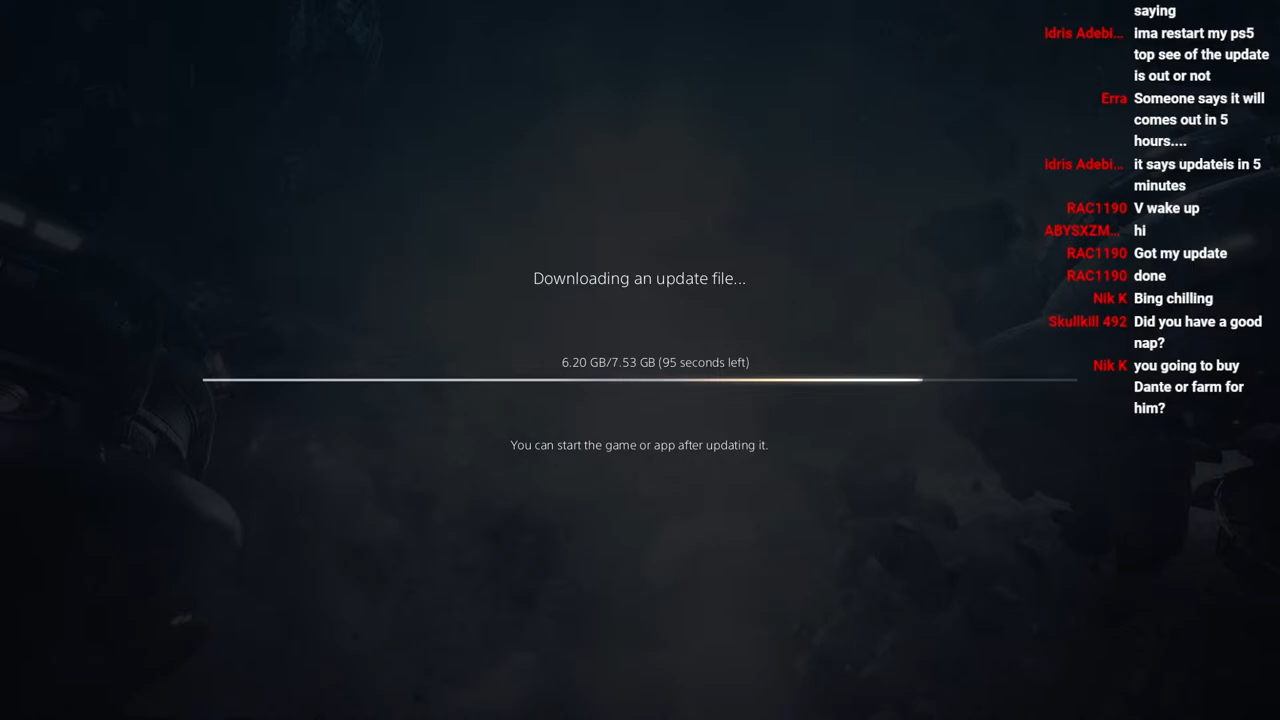 saying
Idris Adebi... ima restart my ps5
top see of the update
is out or not
Erra Someone says it will
comes out in 5
hours....
Idris Adebi... it says updateis in 5
minutes
RAC1190 V wake up
ABYSXZM... hi
RAC1190 Got my update
RAC1190 done
Nik K Bing chilling
Skullkill 492 Did you have a good
nap?
Nik K you going to buy
Dante or farm for
him?
Downloading an update file...
6.20 GB/7.53 GB (95 seconds left)
You can start the game or app after updating it.